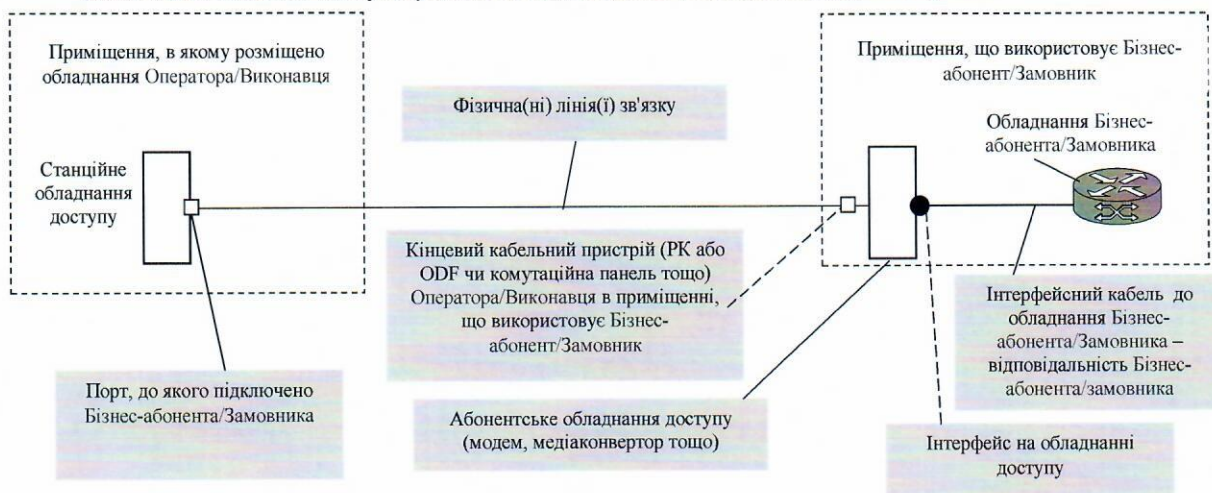 Приміщення, в якому розміщено
обладнання Оператора/Виконавця
Станційне
обладнання
доступу
Фізична(ні) лінія(ї) зв'язку
Приміщення, що використовує Бізнес-
абонент/Замовник
Обладнання Бізнес-
абонента/Замовника
Кінцевий кабельний пристрій (РК або
ODF чи комутаційна панель тощо)
Оператора/Виконавця в приміщенні,
що використовує Бізнес-
абонент/Замовник
Інтерфейсний кабель до
обладнання Бізнес-
абонента/Замовника –
відповідальність Бізнес-
абонента/замовника
Порт, до якого підключено
Бізнес-абонента/Замовника
Абонентське обладнання доступу
(модем, медіаконвертор тощо)
Інтерфейс на обладнанні
доступу